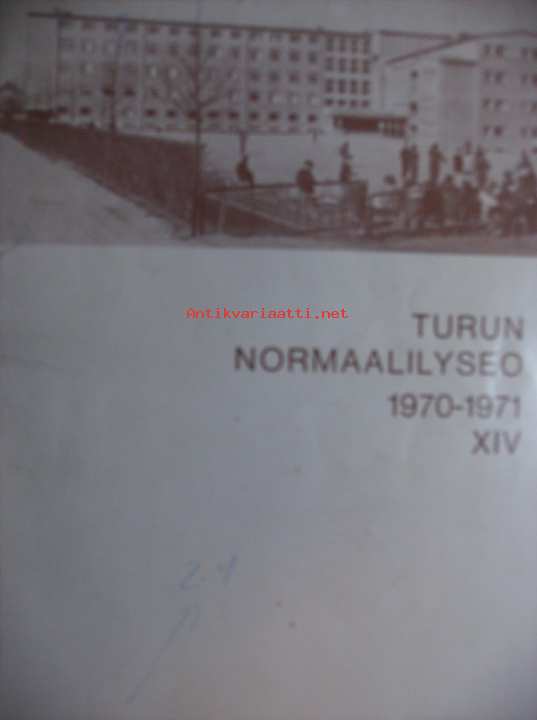 Antikvariaatti.net
TURUN
NORMAALILYSEO
1970-1971
XIV